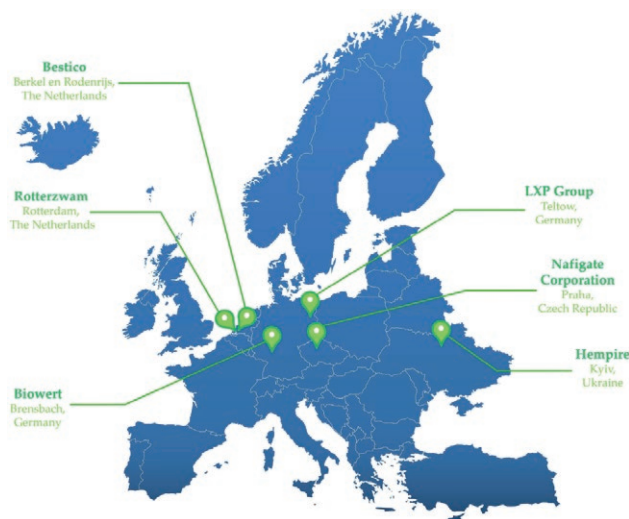 Bestico
Berkel en Rodenrijs,
The Netherlands
Rotterzwam
Rotterdam,
The Netherlands
LXP Group
Teltow,
Germany
Nafigate
Corporation
Praha,
Czech Republic
Hempire
Kyiv,
Ukraine
Biowert
Brensbach,
Germany